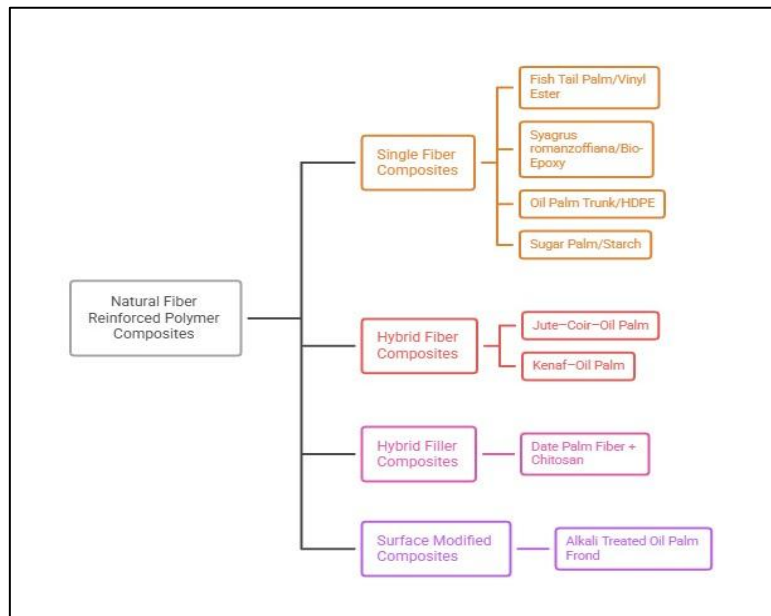 Natural Fiber
Reinforced Polymer
Composites
Single Fiber
Composites
Fish Tail Palm/Vinyl
Ester
Syagrus
romanzoffiana/Bio-
Epoxy
Oil Palm Trunk/HDPE
Sugar Palm/Starch
Hybrid Fiber
Composites
Jute–Coir–Oil Palm
Kenaf–Oil Palm
Hybrid Filler
Composites
Date Palm Fiber +
Chitosan
Surface Modified
Composites
Alkali Treated Oil Palm
Frond